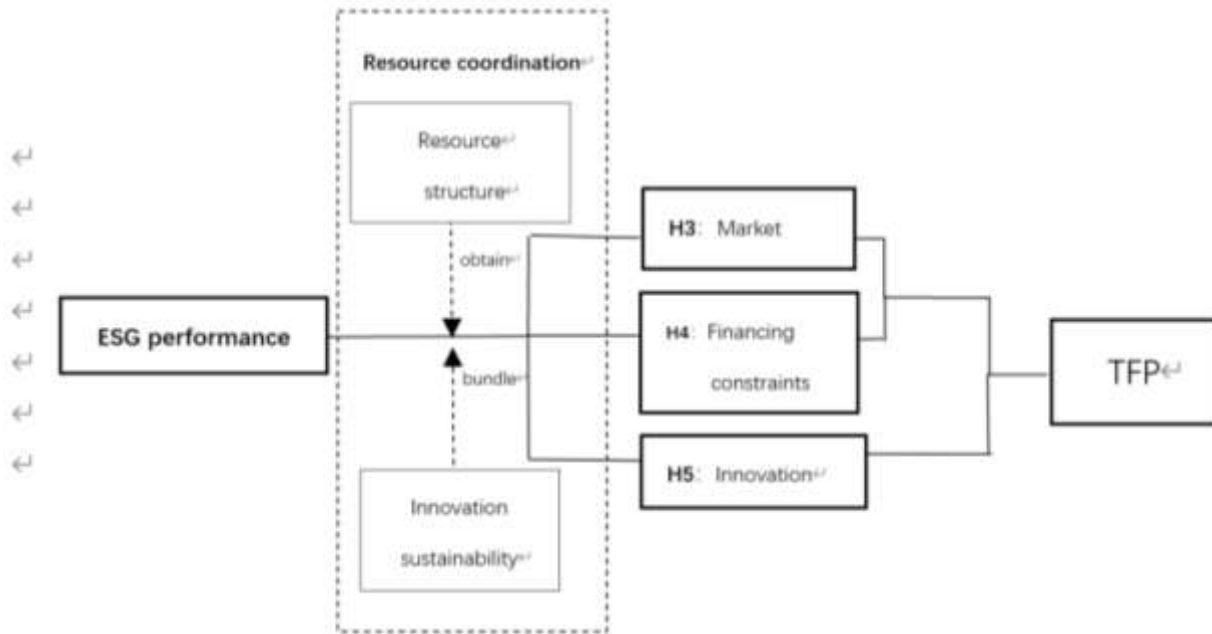 Resource coordination
Resource
structure
obtain
ESG performance
bundle
Innovation
sustainability
H3: Market
H4: Financing
constraints
H5: Innovation
TFP